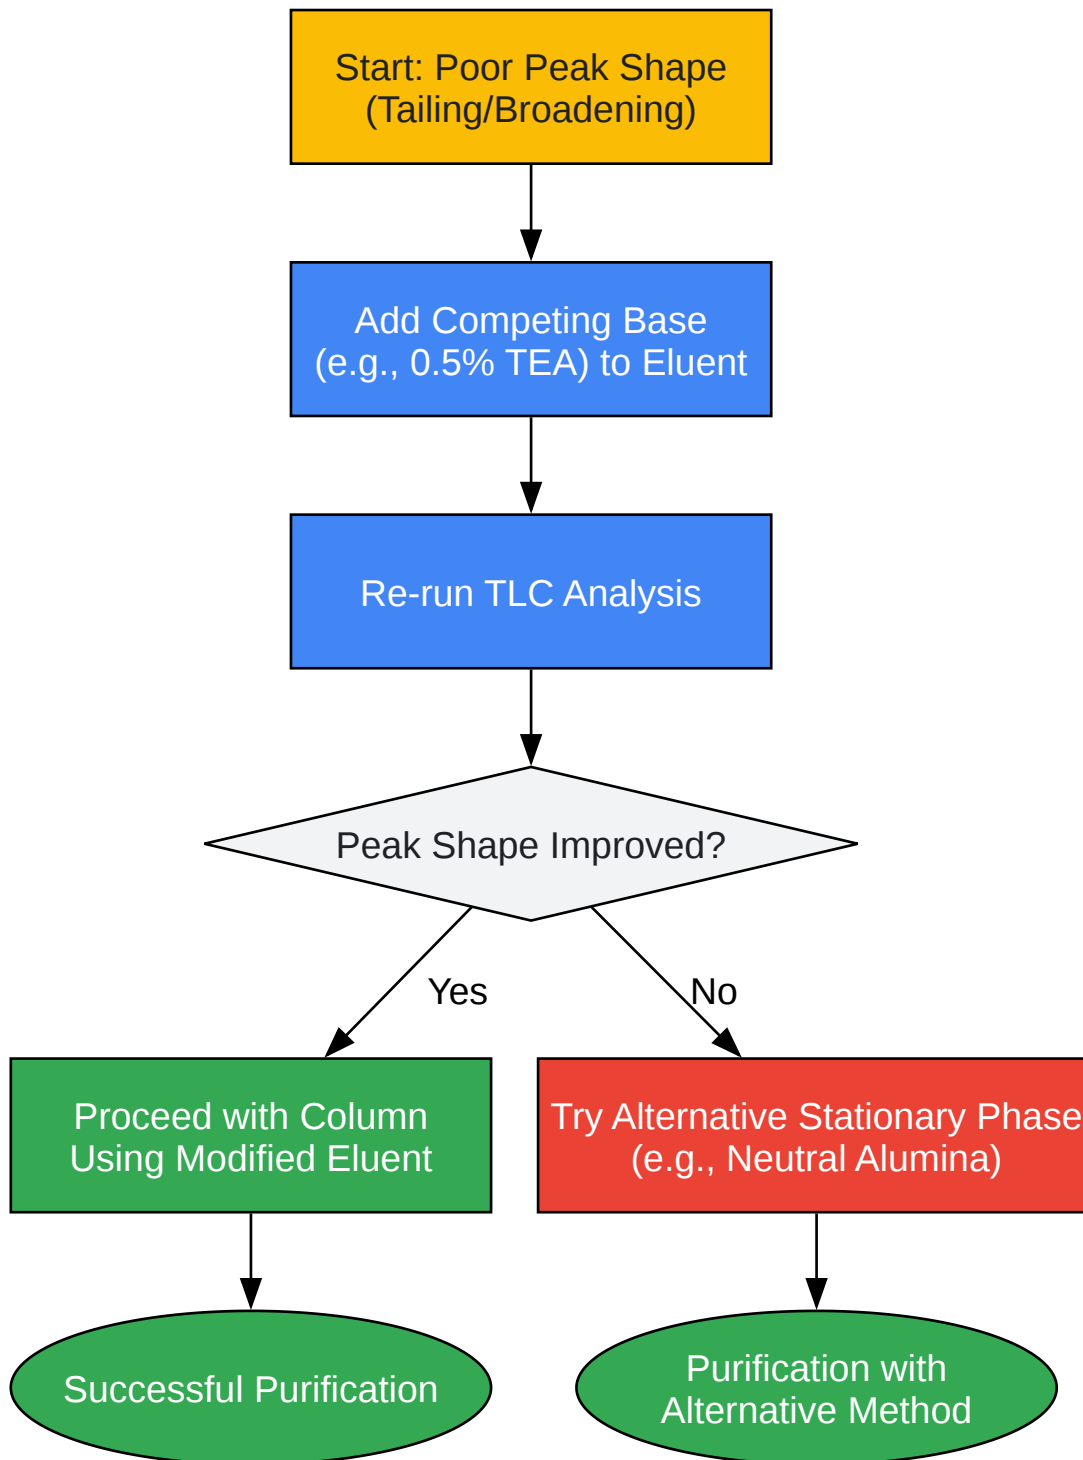 Start: Poor Peak Shape
(Tailing/Broadening)
Add Competing Base
(e.g., 0.5% TEA) to Eluent
Re-run TLC Analysis
Peak Shape Improved?
Yes
No
Proceed with Column
Using Modified Eluent
Try Alternative Stationary Phase
(e.g., Neutral Alumina)
Successful Purification
Purification with
Alternative Method